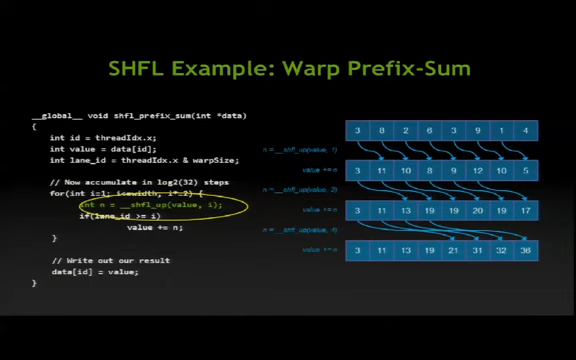 SHFL Example: Warp Prefix-Sum
__global__ void shfl_prefix_sum(int *data)
{
int id = threadIdx.x;
int value = data[id];
int lane_id = threadIdx.x & warpSize;
// Now accumulate in log2(32) steps
for(int i=1; i<=width; i*=2) {
int n = __shfl_up(value, i);
if(lane_id >= i)
value += n;
}
// Write out our result
data[id] = value;
}
3 8 2 6 3 9 1 4
n = __shfl_up(value, 1)
value += n
3 11 10 8 9 12 10 5
n = __shfl_up(value, 2)
value += n
3 11 13 19 19 20 19 17
n = __shfl_up(value, 4)
value += n
3 11 13 19 21 31 32 36